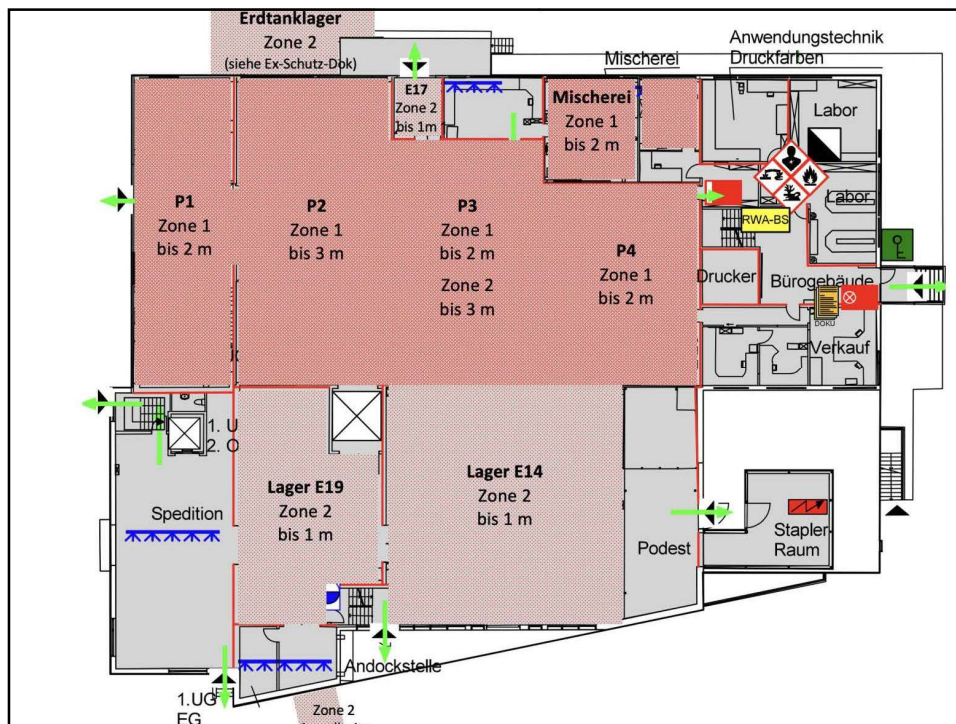 Erdtanklager
Zone 2
(siehe Ex-Schutz-Dok)
Anwendungstechnik
Druckfarben
Mischerei
E17
Zone 2
bis 1m
Mischerei
Zone 1
bis 2 m
Labor
P1
Zone 1
bis 2 m
P2
Zone 1
bis 3 m
P3
Zone 1
bis 2 m
Zone 2
bis 3 m
P4
Zone 1
bis 2 m
Labor
RWA-BS
Drucker
Bürogebäude
DOKU
Verkauf
1. U
2. O
Spedition
Lager E19
Zone 2
bis 1 m
Lager E14
Zone 2
bis 1 m
Podest
Stapler
Raum
Andockstelle
1.UG
EG
Zone 2